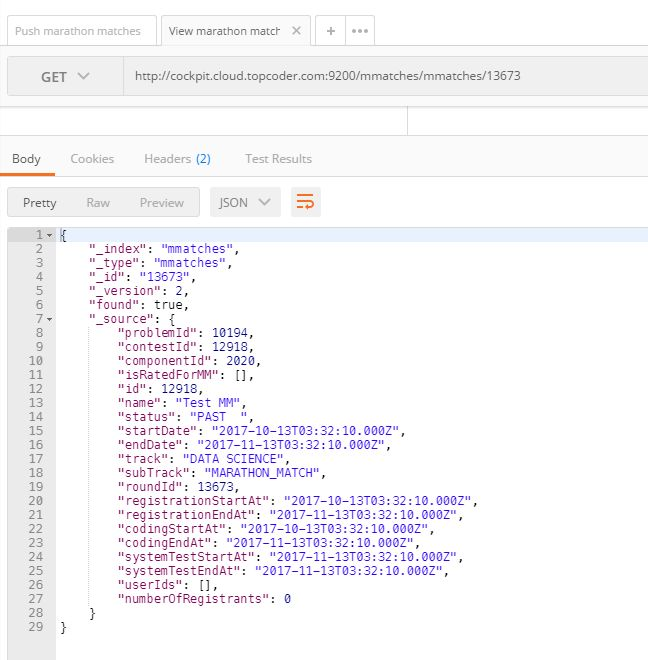 Push marathon matches
View marathon match
GET
http://cockpit.cloud.topcoder.com:9200/mmatches/mmatches/13673
Body
Cookies
Headers (2)
Test Results
Pretty
Raw
Preview
JSON
1 {
2 "_index": "mmatches",
3 "_type": "mmatches",
4 "_id": "13673",
5 "_version": 2,
6 "found": true,
7 "_source": {
8 "problemId": 10194,
9 "contestId": 12918,
10 "componentId": 2020,
11 "isRatedForMM": [],
12 "id": 12918,
13 "name": "Test MM",
14 "status": "PAST  ",
15 "startDate": "2017-10-13T03:32:10.000Z",
16 "endDate": "2017-11-13T03:32:10.000Z",
17 "track": "DATA SCIENCE",
18 "subTrack": "MARATHON_MATCH",
19 "roundId": 13673,
20 "registrationStartAt": "2017-10-13T03:32:10.000Z",
21 "registrationEndAt": "2017-11-13T03:32:10.000Z",
22 "codingStartAt": "2017-10-13T03:32:10.000Z",
23 "codingEndAt": "2017-11-13T03:32:10.000Z",
24 "systemTestStartAt": "2017-11-13T03:32:10.000Z",
25 "systemTestEndAt": "2017-11-13T03:32:10.000Z",
26 "userIds": [],
27 "numberOfRegistrants": 0
28 }
29 }